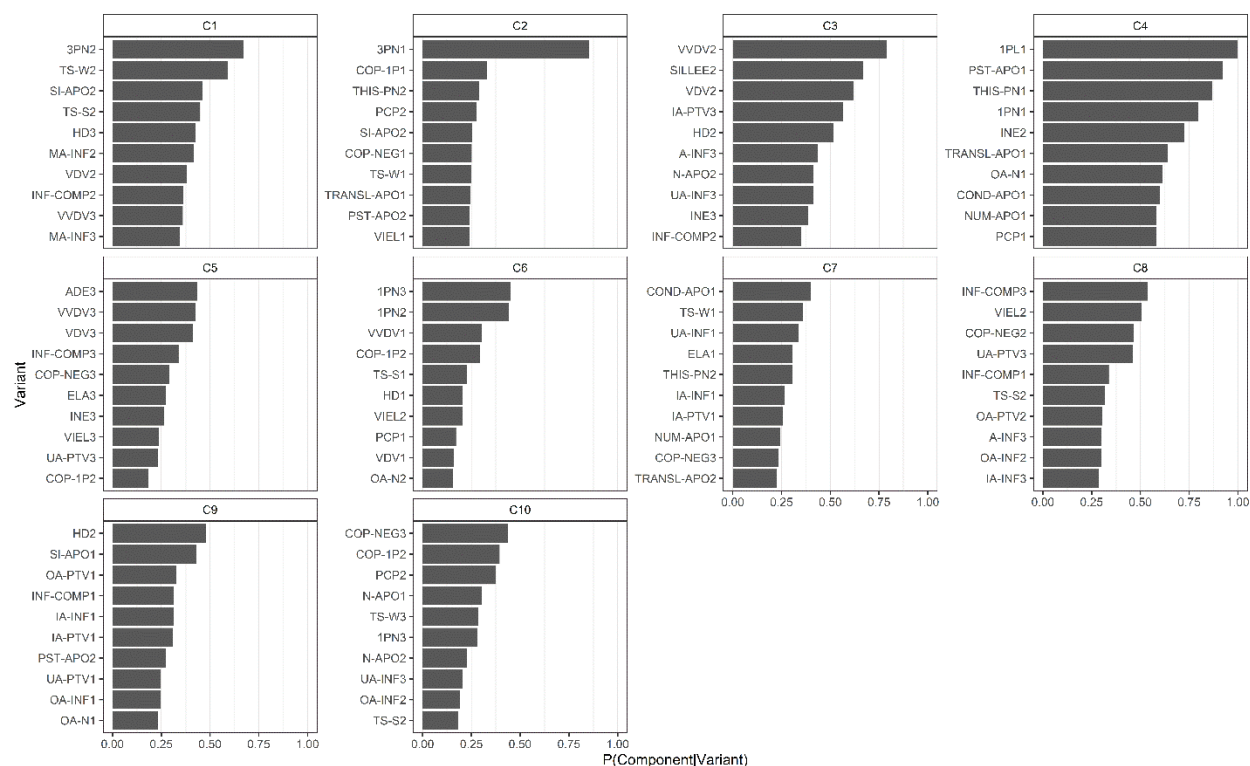 C1
3PN2
TS-W2
SI-APO2
TS-S2
HD3
MA-INF2
VDV2
INF-COMP2
VVDV3
MA-INF3
C2
3PN1
COP-1P1
THIS-PN2
PCP2
SI-APO2
COP-NEG1
TS-W1
TRANSL-APO1
PST-APO2
VIEL1
C3
VVDV2
SILLEE2
VDV2
IA-PTV3
HD2
A-INF3
N-APO2
UA-INF3
INE3
INF-COMP2
C4
1PL1
PST-APO1
THIS-PN1
1PN1
INE2
TRANSL-APO1
OA-N1
COND-APO1
NUM-APO1
PCP1
Variant
C5
ADE3
VVDV3
VDV3
INF-COMP3
COP-NEG3
ELA3
INE3
VIEL3
UA-PTV3
COP-1P2
C6
1PN3
1PN2
VVDV1
COP-1P2
TS-S1
HD1
VIEL2
PCP1
VDV1
OA-N2
C7
COND-APO1
TS-W1
UA-INF1
ELA1
THIS-PN2
IA-INF1
IA-PTV1
NUM-APO1
COP-NEG3
TRANSL-APO2
0.00 0.25 0.50 0.75 1.00
C8
INF-COMP3
VIEL2
COP-NEG2
UA-PTV3
INF-COMP1
TS-S2
OA-PTV2
A-INF3
OA-INF2
IA-INF3
0.00 0.25 0.50 0.75 1.00
C9
HD2
SI-APO1
OA-PTV1
INF-COMP1
IA-INF1
IA-PTV1
PST-APO2
UA-PTV1
OA-INF1
OA-N1
0.00 0.25 0.50 0.75 1.00
C10
COP-NEG3
COP-1P2
PCP2
N-APO1
TS-W3
1PN3
N-APO2
UA-INF3
OA-INF2
TS-S2
0.00 0.25 0.50 0.75 1.00
P(Component|Variant)